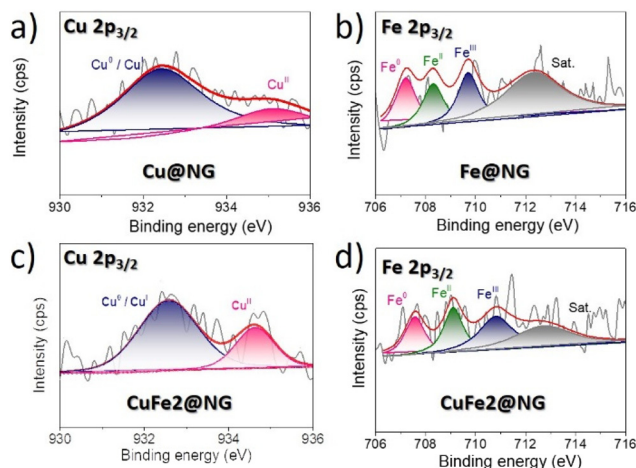 a)
Cu 2p3/2
Cu⁰ / Cuᴵ
Cuᴵᴵ
Cu@NG
Intensity (cps)
930 932 934 936
Binding energy (eV)
b)
Fe 2p3/2
Fe⁰
Feᴵᴵ
Feᴵᴵᴵ
Sat.
Fe@NG
Intensity (cps)
706 708 710 712 714 716
Binding energy (eV)
c)
Cu 2p3/2
Cu⁰ / Cuᴵ
Cuᴵᴵ
CuFe2@NG
Intensity (cps)
930 932 934 936
Binding energy (eV)
d)
Fe 2p3/2
Fe⁰
Feᴵᴵ
Feᴵᴵᴵ
Sat.
CuFe2@NG
Intensity (cps)
706 708 710 712 714 716
Binding energy (eV)